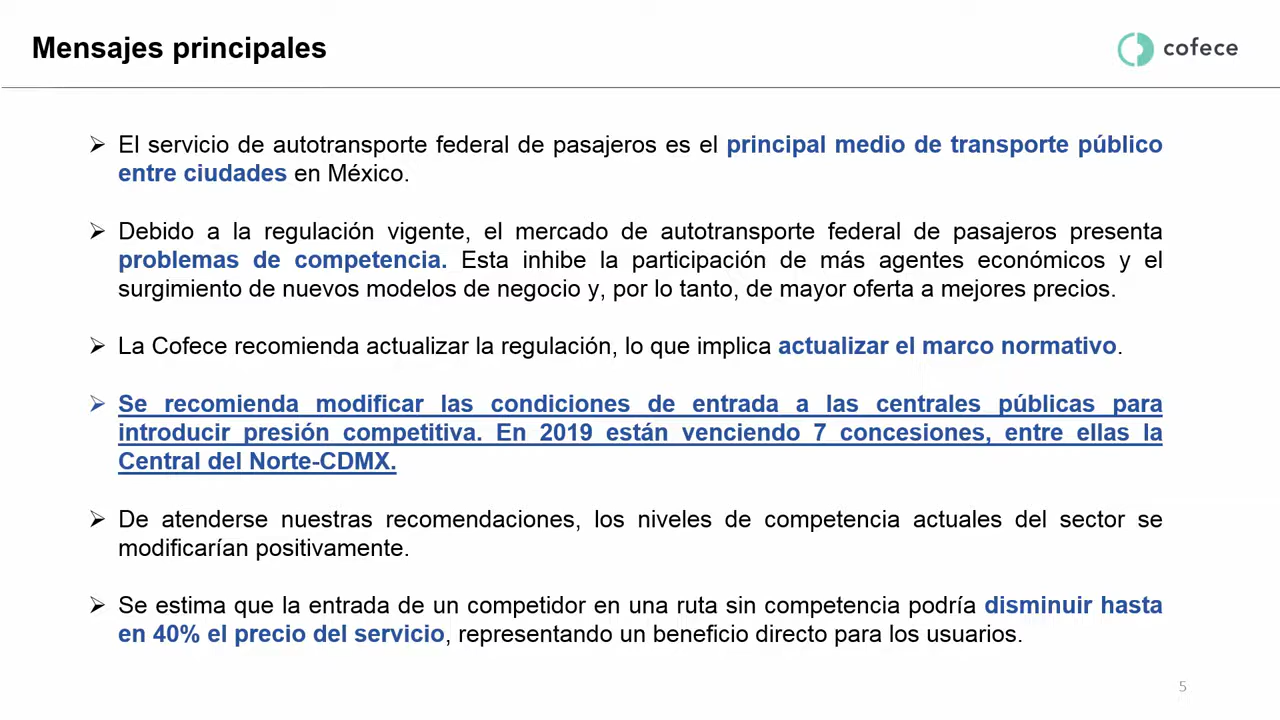 Mensajes principales
cofece
➢ El servicio de autotransporte federal de pasajeros es el principal medio de transporte público
entre ciudades en México.
➢ Debido a la regulación vigente, el mercado de autotransporte federal de pasajeros presenta
problemas de competencia. Esta inhibe la participación de más agentes económicos y el
surgimiento de nuevos modelos de negocio y, por lo tanto, de mayor oferta a mejores precios.
➢ La Cofece recomienda actualizar la regulación, lo que implica actualizar el marco normativo.
➢ Se recomienda modificar las condiciones de entrada a las centrales públicas para
introducir presión competitiva. En 2019 están venciendo 7 concesiones, entre ellas la
Central del Norte-CDMX.
➢ De atenderse nuestras recomendaciones, los niveles de competencia actuales del sector se
modificarían positivamente.
➢ Se estima que la entrada de un competidor en una ruta sin competencia podría disminuir hasta
en 40% el precio del servicio, representando un beneficio directo para los usuarios.
5